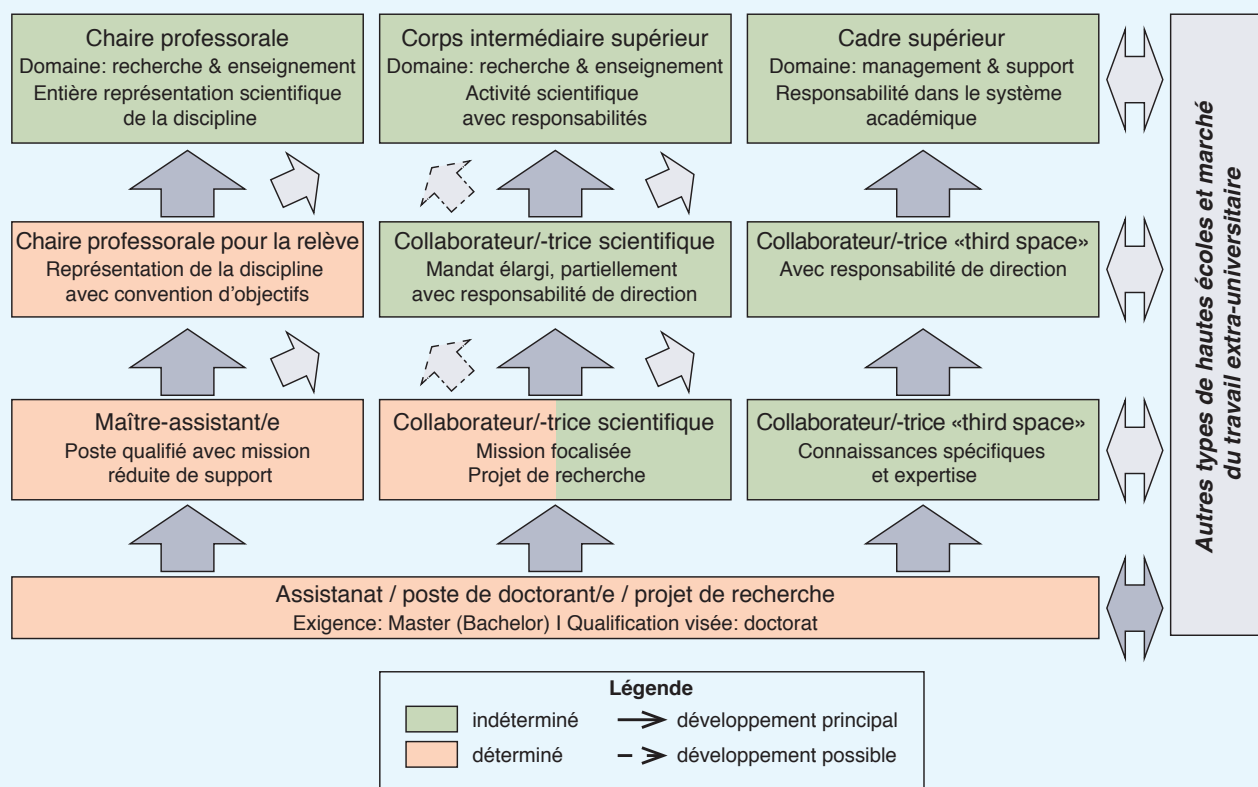 Chaire professorale
Domaine: recherche & enseignement
Entière représentation scientifique
de la discipline
Corps intermédiaire supérieur
Domaine: recherche & enseignement
Activité scientifique
avec responsabilités
Cadre supérieur
Domaine: management & support
Responsabilité dans le système
académique
Chaire professorale pour la relève
Représentation de la discipline
avec convention d'objectifs
Collaborateur/-trice scientifique
Mandat élargi, partiellement
avec responsabilité de direction
Collaborateur/-trice «third space»
Avec responsabilité de direction
Maître-assistant/e
Poste qualifié avec mission
réduite de support
Collaborateur/-trice scientifique
Mission focalisée
Projet de recherche
Collaborateur/-trice «third space»
Connaissances spécifiques
et expertise
Assistanat / poste de doctorant/e / projet de recherche
Exigence: Master (Bachelor) I Qualification visée: doctorat
Autres types de hautes écoles et marché
du travail extra-universitaire
Légende
indéterminé
développement principal
déterminé
développement possible